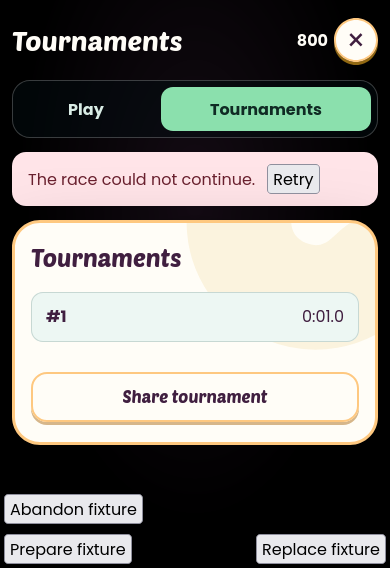 Tournaments
800 ×
Play Tournaments
The race could not continue. Retry
Tournaments
#1 0:01.0
Share tournament
Abandon fixture
Prepare fixture Replace fixture